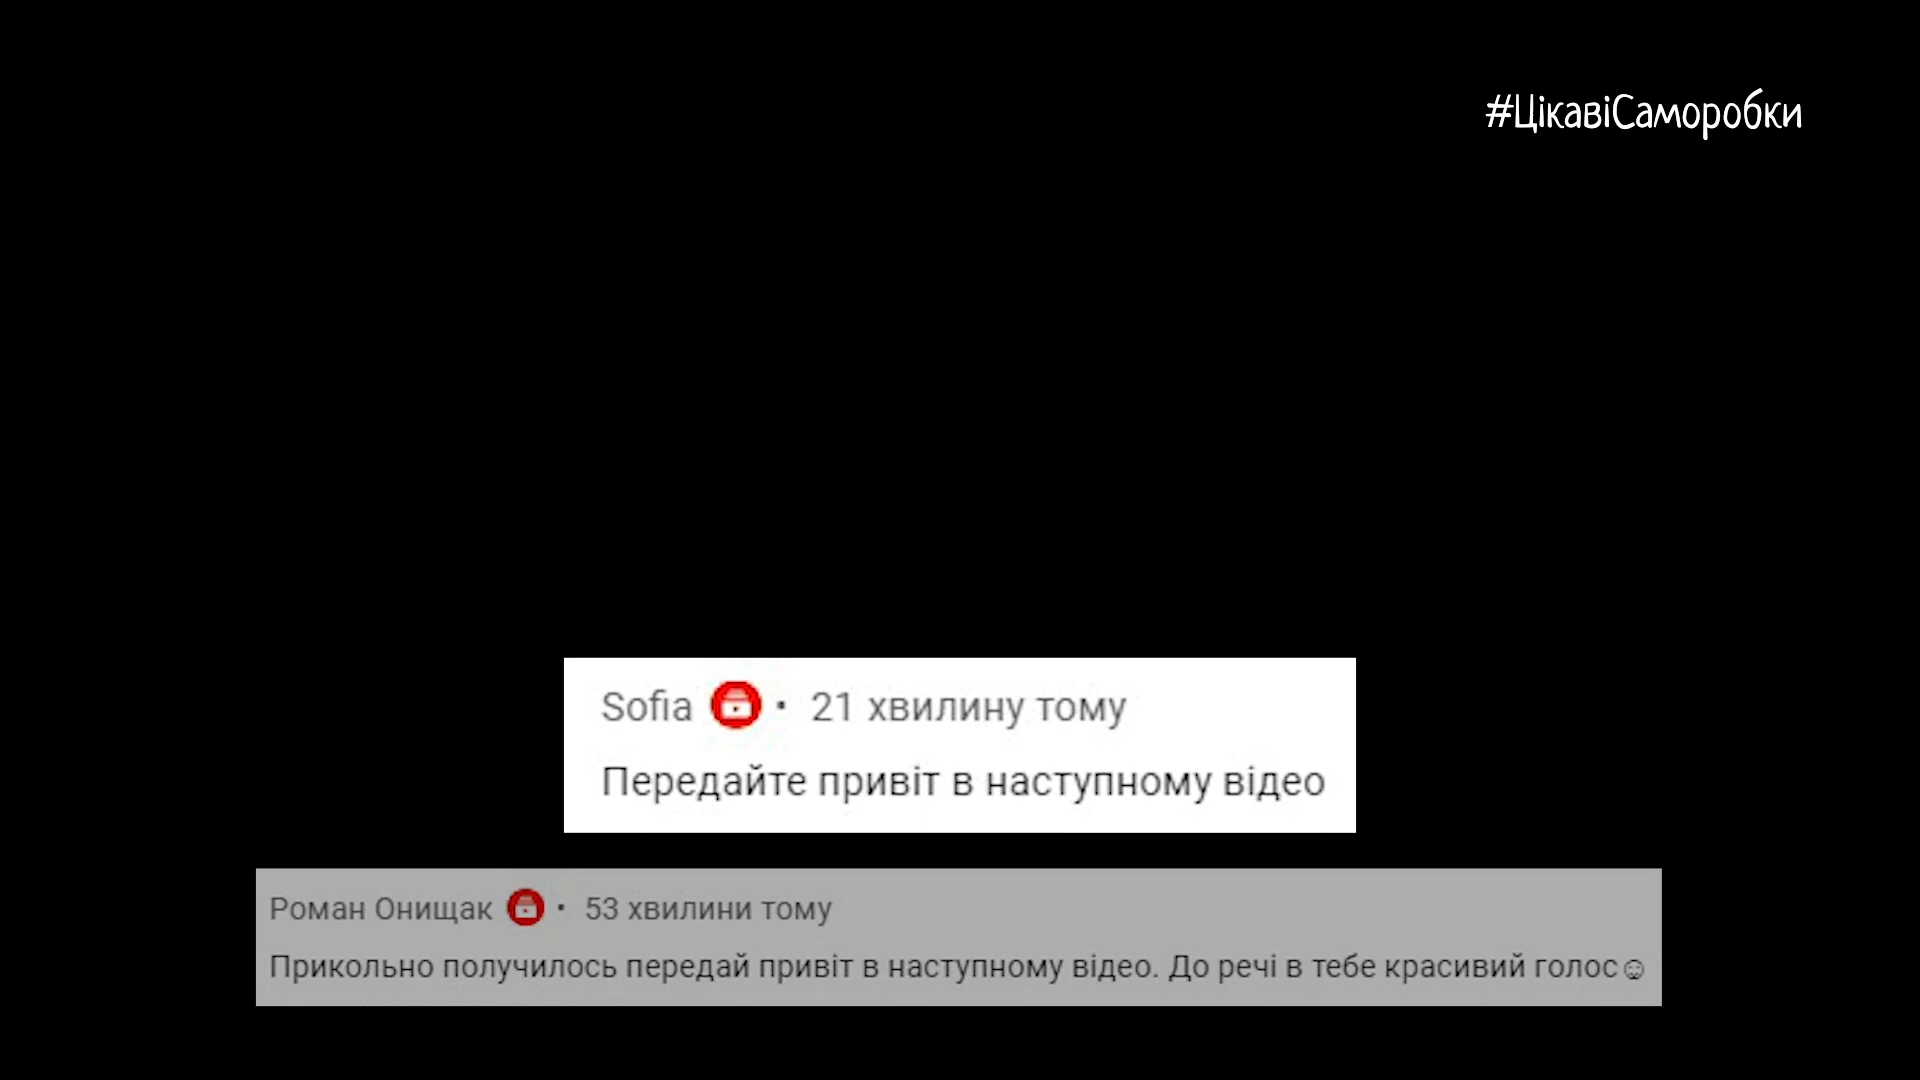 #ЦікавіСаморобки
Sofia • 21 хвилину тому
Передайте привіт в наступному відео
Роман Онищак • 53 хвилини тому
Прикольно получилось передай привіт в наступному відео. До речі в тебе красивий голос☺